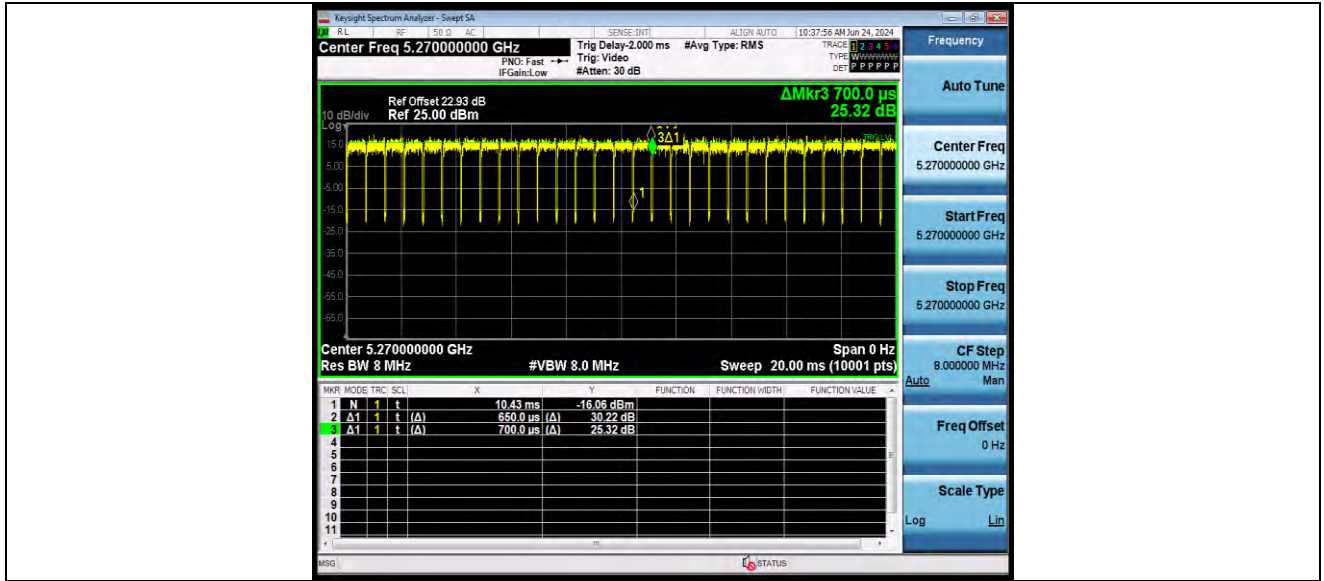 Keysight Spectrum Analyzer - Swept SA
RL RF 50 Ω AC SENSE:INT ALIGN AUTO 10:37:56 AM Jun 24, 2024
Center Freq 5.270000000 GHz
PNO: Fast
IFGain:Low
Trig Delay-2.000 ms
Trig: Video
#Atten: 30 dB
#Avg Type: RMS
TRACE 1 2 3 4 5 6
TYPE WWWWWW
DET P P P P P P
ΔMkr3 700.0 µs
25.32 dB
Ref Offset 22.93 dB
10 dB/div Ref 25.00 dBm
Log
15.0
5.00
-5.00
-15.0
-25.0
-35.0
-45.0
-55.0
-65.0
3Δ1
1
Center 5.270000000 GHz Span 0 Hz
Res BW 8 MHz #VBW 8.0 MHz Sweep 20.00 ms (10001 pts)
MKR MODE TRC SCL X Y FUNCTION FUNCTION WIDTH FUNCTION VALUE
1 N 1 t 10.43 ms -16.06 dBm
2 Δ1 1 t (Δ) 650.0 µs (Δ) 30.22 dB
3 Δ1 1 t (Δ) 700.0 µs (Δ) 25.32 dB
4
5
6
7
8
9
10
11
MSG STATUS
Frequency
Auto Tune
Center Freq
5.270000000 GHz
Start Freq
5.270000000 GHz
Stop Freq
5.270000000 GHz
CF Step
8.000000 MHz
Auto Man
Freq Offset
0 Hz
Scale Type
Log Lin